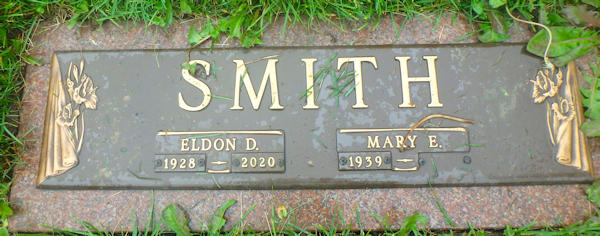 SMITH
ELDON D. MARY E.
1928 2020 1939